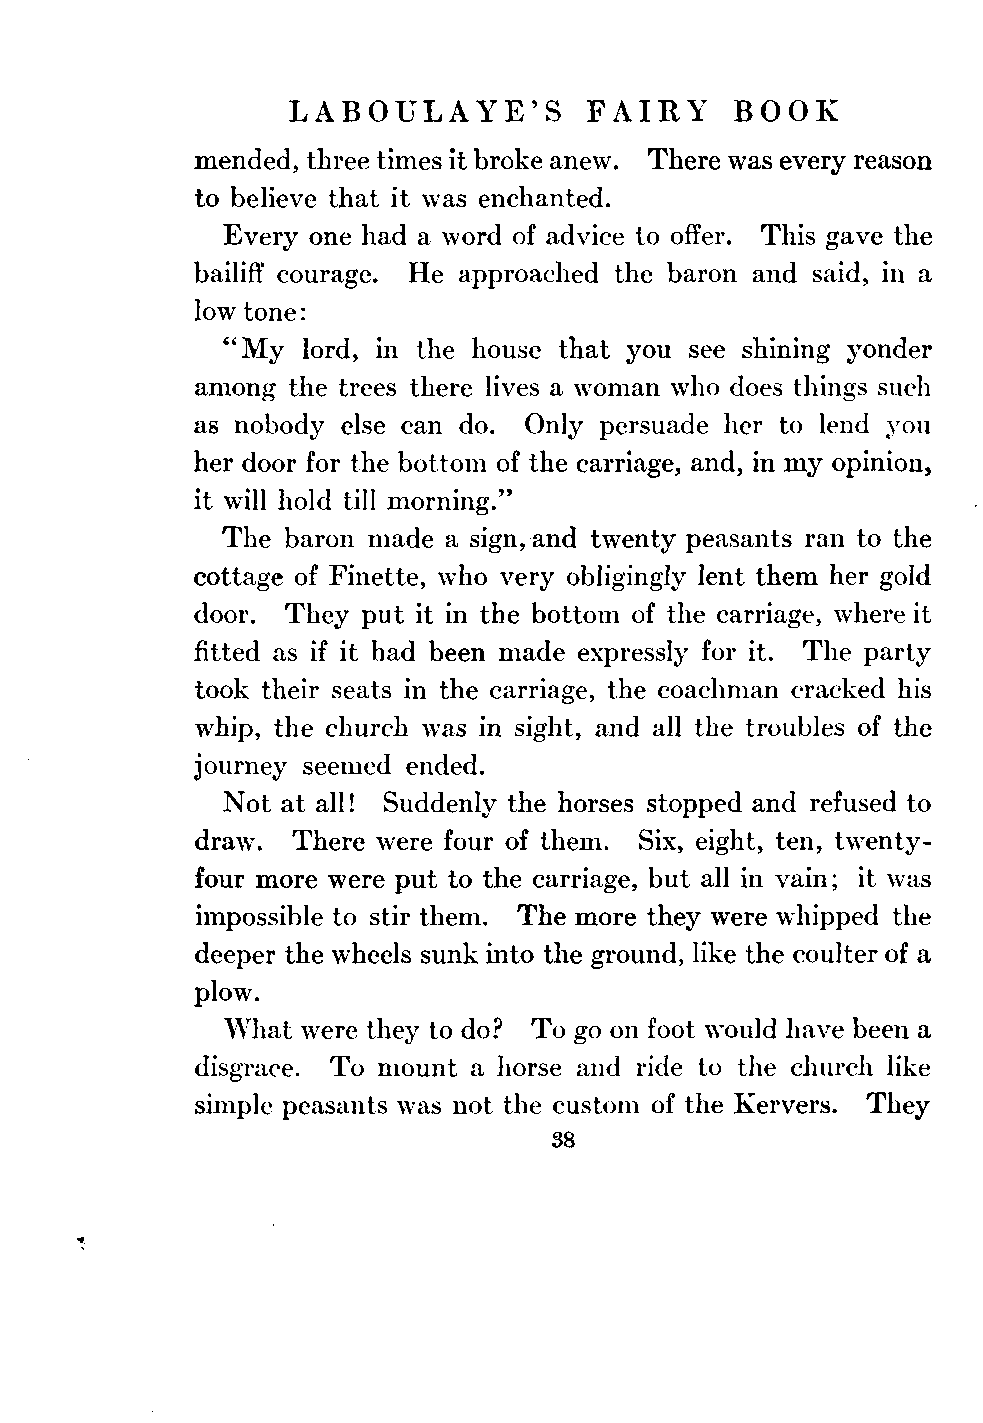 LABOULAYE'S FAIRY BOOK
mended, three times it broke anew. There was every reason
to believe that it was enchanted.
Every one had a word of advice to offer. This gave the
bailiff courage. He approached the baron and said, in a
low tone:
"My lord, in the house that you see shining yonder
among the trees there lives a woman who does things such
as nobody else can do. Only persuade her to lend you
her door for the bottom of the carriage, and, in my opinion,
it will hold till morning."
The baron made a sign, and twenty peasants ran to the
cottage of Finette, who very obligingly lent them her gold
door. They put it in the bottom of the carriage, where it
fitted as if it had been made expressly for it. The party
took their seats in the carriage, the coachman cracked his
whip, the church was in sight, and all the troubles of the
journey seemed ended.
Not at all! Suddenly the horses stopped and refused to
draw. There were four of them. Six, eight, ten, twenty-
four more were put to the carriage, but all in vain; it was
impossible to stir them. The more they were whipped the
deeper the wheels sunk into the ground, like the coulter of a
plow.
What were they to do? To go on foot would have been a
disgrace. To mount a horse and ride to the church like
simple peasants was not the custom of the Kervers. They
38